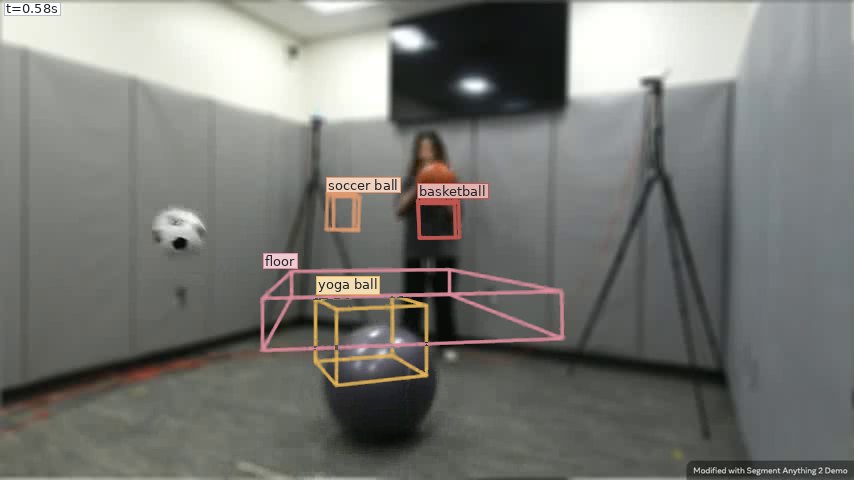 t=0.58s
soccer ball
basketball
floor
yoga ball
Modified with Segment Anything 2 Demo